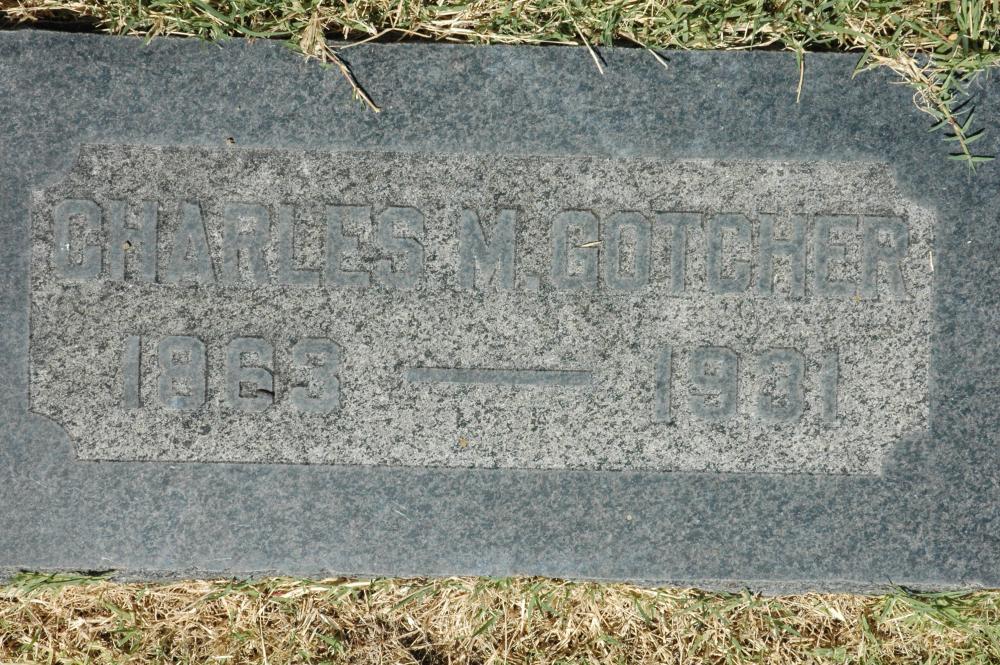 CHARLES M. GOTCHER
1863 — 1931